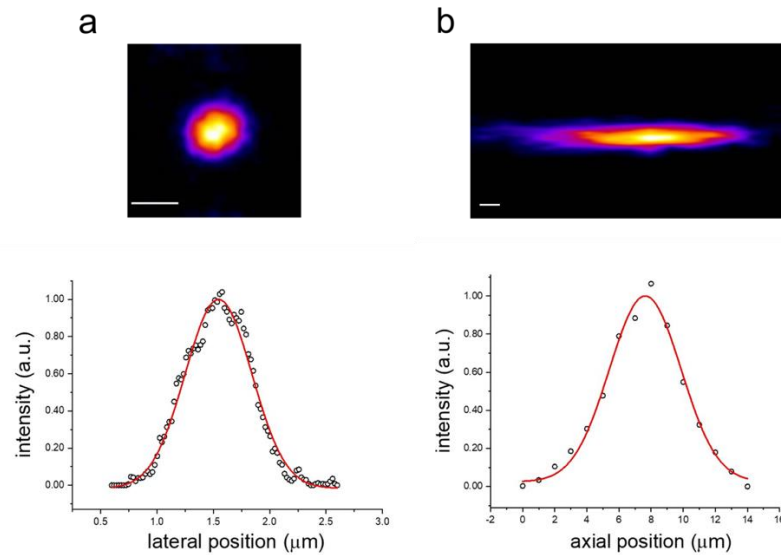 a
b
1.00
0.80
0.60
0.40
0.20
0.00
intensity (a.u.)
0.5 1.0 1.5 2.0 2.5 3.0
lateral position (μm)
1.00
0.80
0.60
0.40
0.20
0.00
intensity (a.u.)
-2 0 2 4 6 8 10 12 14 16
axial position (μm)